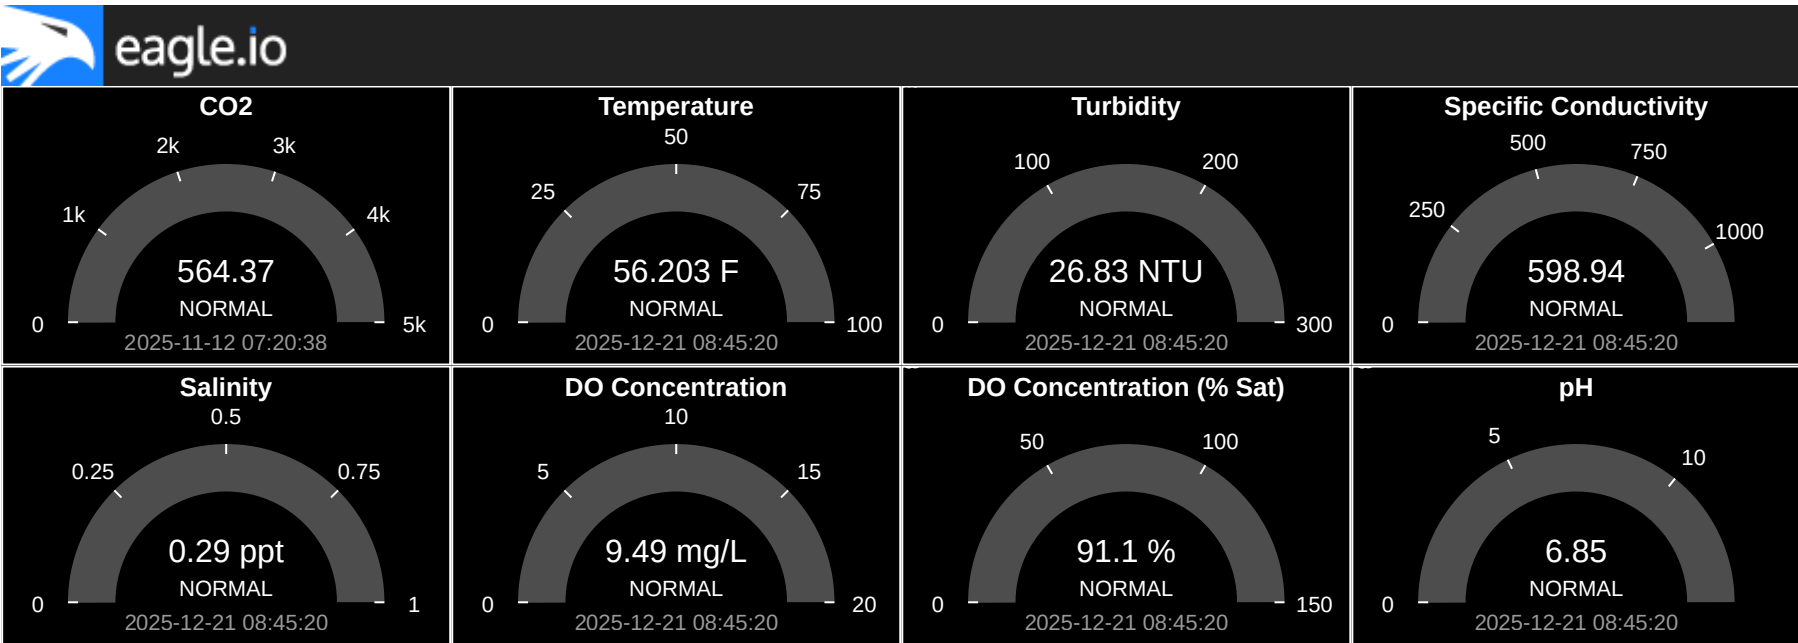 eagle.io
CO2
0
1k
2k
3k
4k
5k
564.37
NORMAL
2025-11-12 07:20:38
Temperature
0
25
50
75
100
56.203 F
NORMAL
2025-12-21 08:45:20
Turbidity
0
100
200
300
26.83 NTU
NORMAL
2025-12-21 08:45:20
Specific Conductivity
0
250
500
750
1000
598.94
NORMAL
2025-12-21 08:45:20
Salinity
0
0.25
0.5
0.75
1
0.29 ppt
NORMAL
2025-12-21 08:45:20
DO Concentration
0
5
10
15
20
9.49 mg/L
NORMAL
2025-12-21 08:45:20
DO Concentration (% Sat)
0
50
100
150
91.1 %
NORMAL
2025-12-21 08:45:20
pH
0
5
10
6.85
NORMAL
2025-12-21 08:45:20